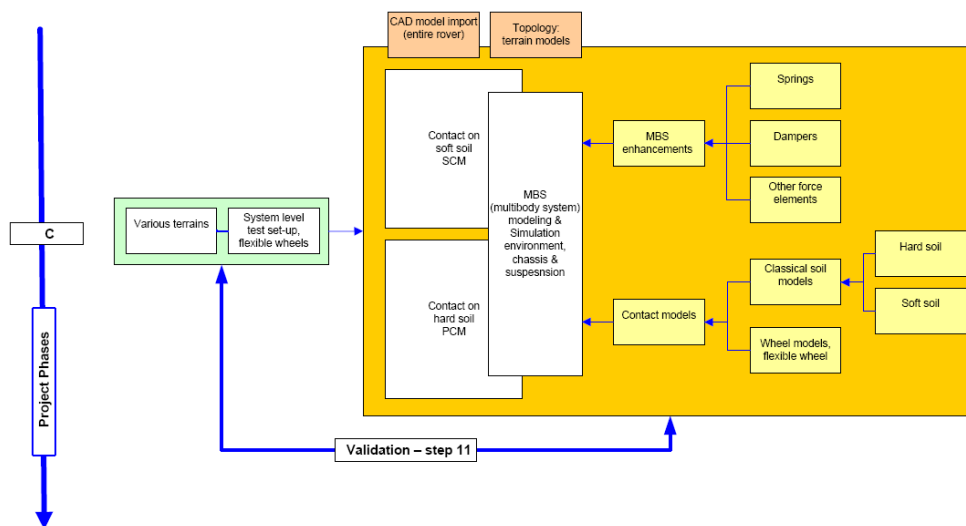 CAD model import
(entire rover)
Topology:
terrain models
Springs
Contact on
soft soil
SCM
MBS
enhancements
Dampers
MBS
(multibody system)
modeling &
Simulation
environment,
chassis &
suspesnsion
Other force
elements
Various terrains
System level
test set-up,
flexible wheels
C
Hard soil
Classical soil
models
Contact on
hard soil
PCM
Contact models
Soft soil
Wheel models,
flexible wheel
Project Phases
Validation – step 11